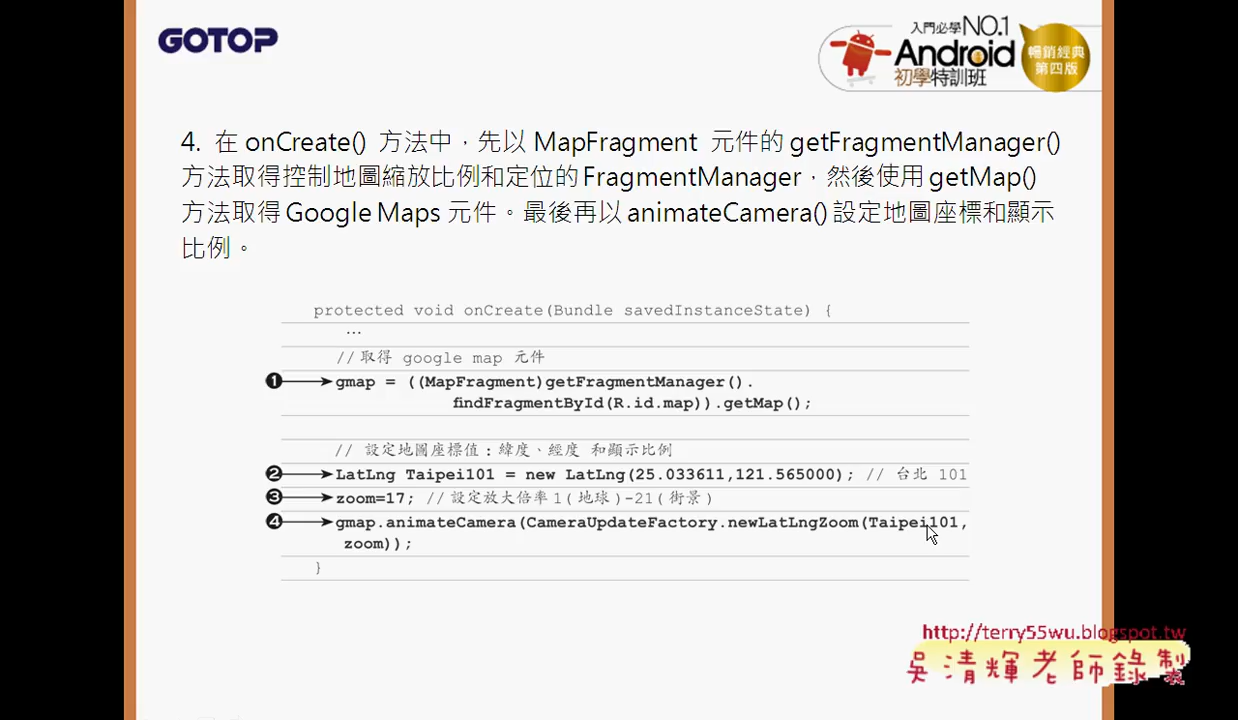 GOTOP
入門必學NO.1
Android
初學特訓班
暢銷經典
第四版
4. 在 onCreate() 方法中，先以 MapFragment 元件的 getFragmentManager()
方法取得控制地圖縮放比例和定位的 FragmentManager，然後使用 getMap()
方法取得 Google Maps 元件。最後再以 animateCamera() 設定地圖座標和顯示
比例。
protected void onCreate(Bundle savedInstanceState) {
…
//取得 google map 元件
❶ gmap = ((MapFragment)getFragmentManager().
findFragmentById(R.id.map)).getMap();
// 設定地圖座標值：緯度、經度 和顯示比例
❷ LatLng Taipei101 = new LatLng(25.033611,121.565000); // 台北 101
❸ zoom=17; //設定放大倍率1(地球)-21(街景)
❹ gmap.animateCamera(CameraUpdateFactory.newLatLngZoom(Taipei101,
zoom));
}
http://terry55wu.blogspot.tw
吳清輝老師錄製